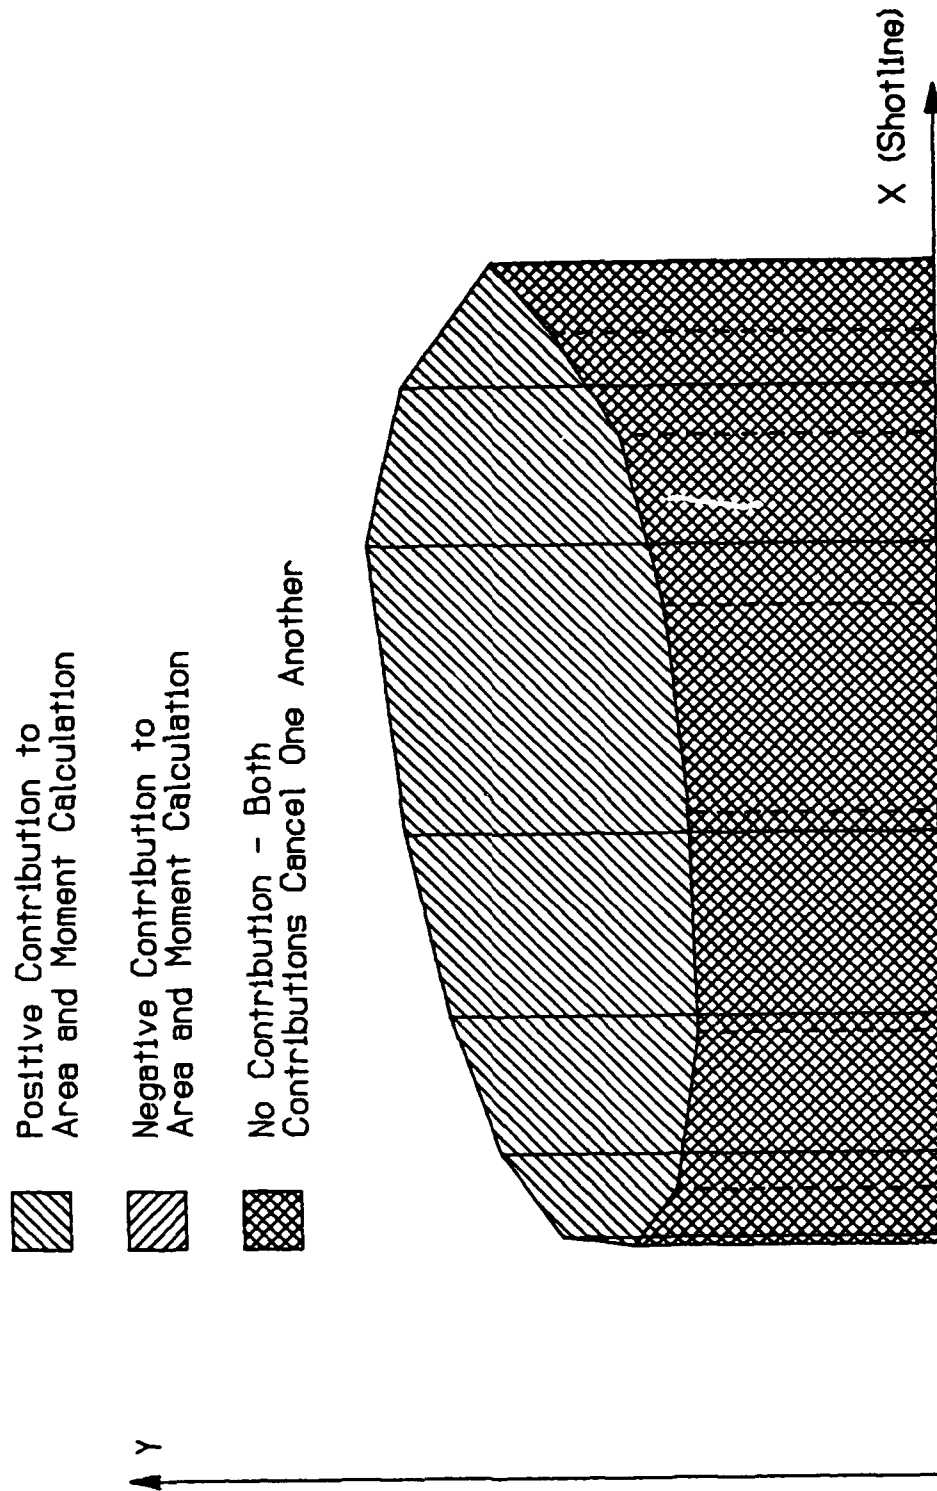 Positive Contribution to
Area and Moment Calculation
Negative Contribution to
Area and Moment Calculation
No Contribution - Both
Contributions Cancel One Another
Y
X (Shotline)